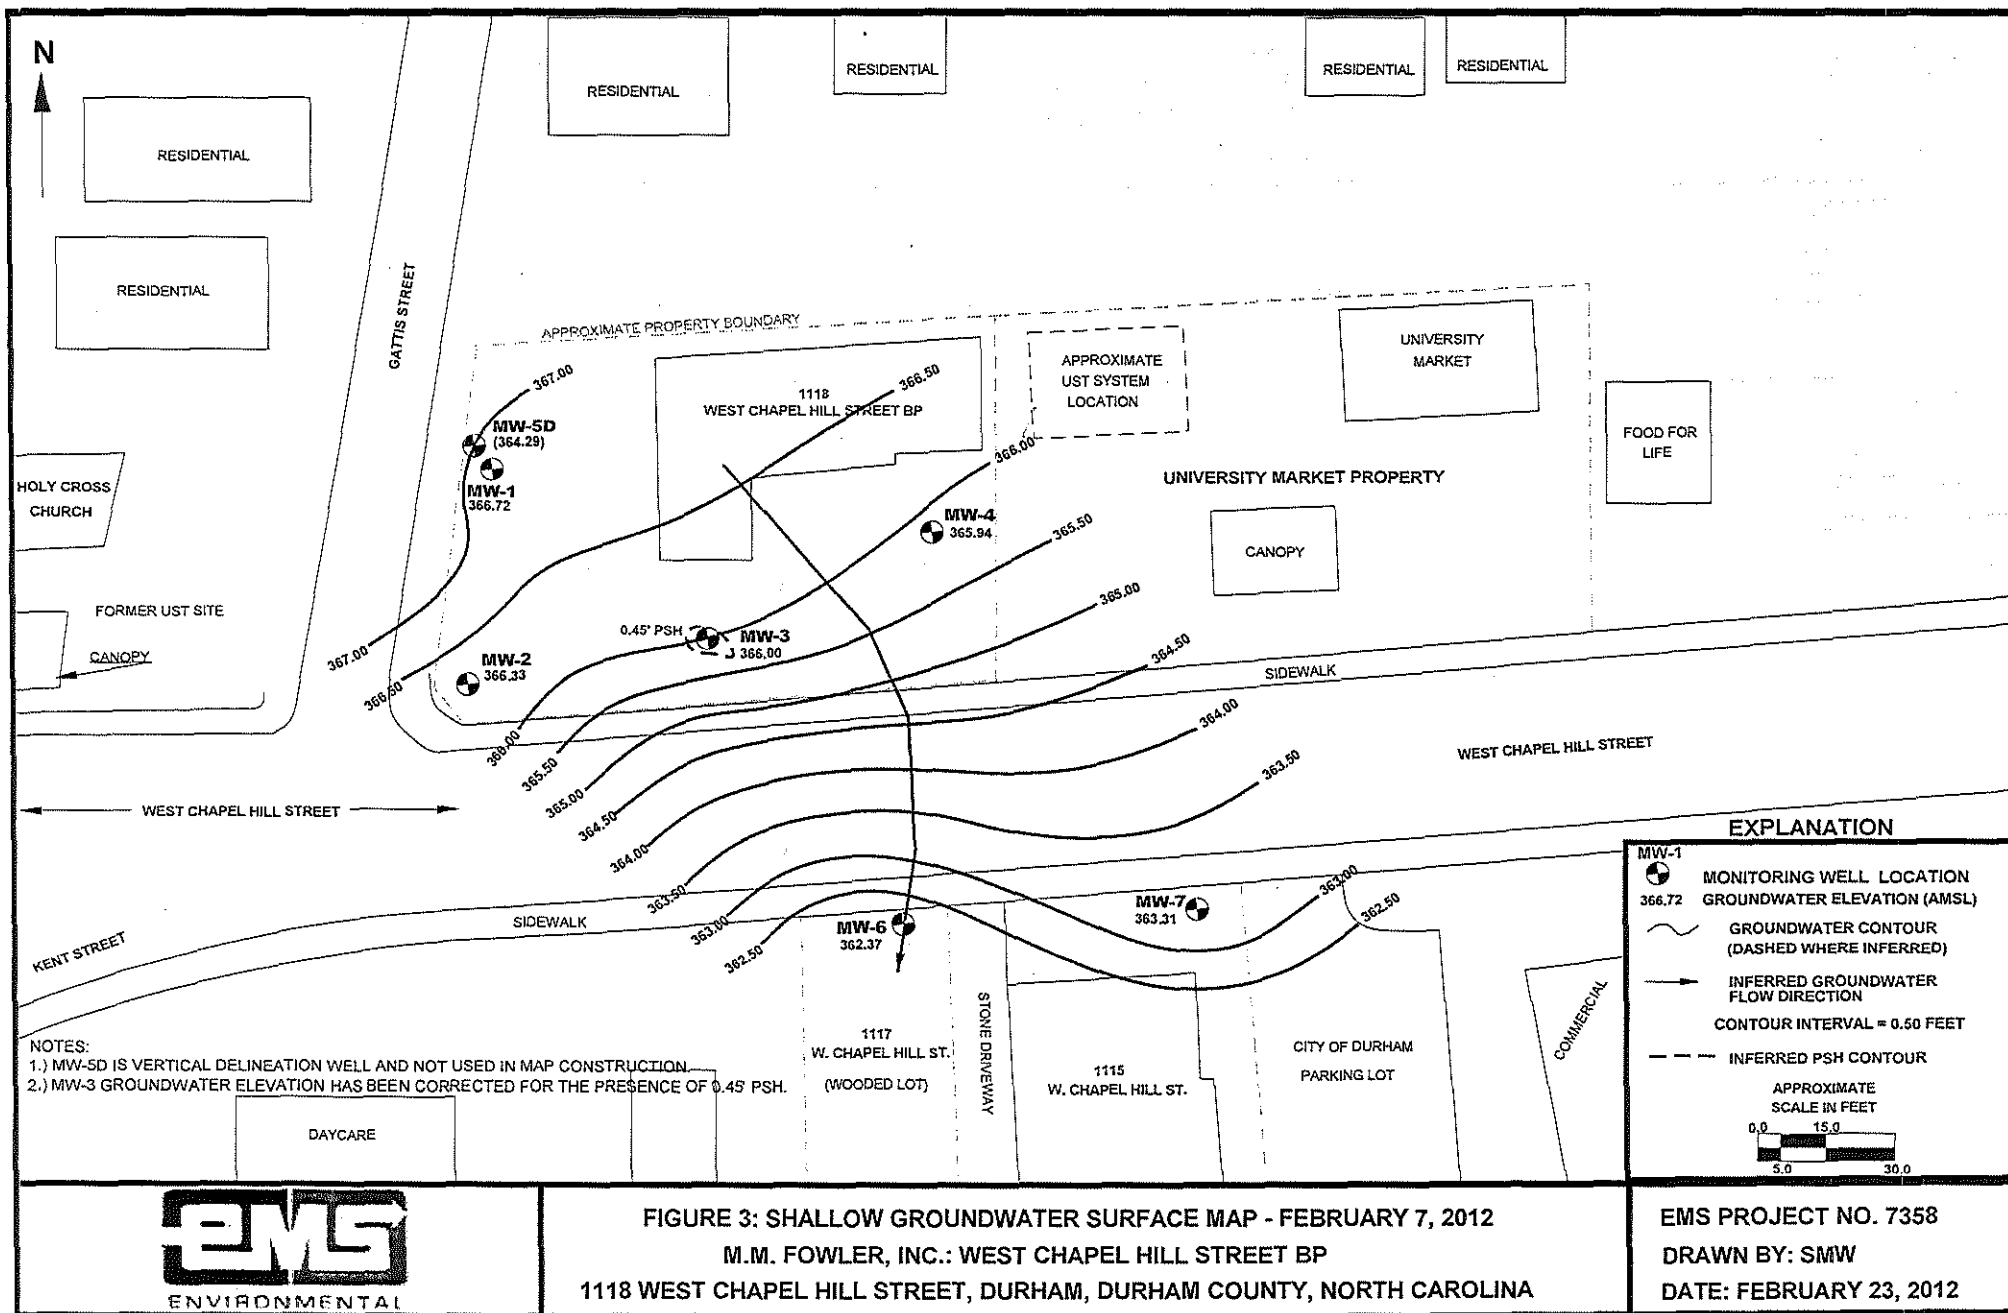 N
RESIDENTIAL
RESIDENTIAL
RESIDENTIAL
RESIDENTIAL
RESIDENTIAL
RESIDENTIAL
GATTIS STREET
APPROXIMATE PROPERTY BOUNDARY
367.00
366.50
1118
WEST CHAPEL HILL STREET BP
APPROXIMATE
UST SYSTEM
LOCATION
UNIVERSITY
MARKET
FOOD FOR
LIFE
MW-5D
(364.29)
MW-1
366.72
HOLY CROSS
CHURCH
366.00
UNIVERSITY MARKET PROPERTY
MW-4
365.94
365.50
CANOPY
365.00
FORMER UST SITE
CANOPY
0.45' PSH
MW-3
366.00
367.00
366.50
MW-2
366.33
364.50
SIDEWALK
364.00
366.00
365.50
365.00
364.50
364.00
363.50
363.50
363.00
362.50
WEST CHAPEL HILL STREET
WEST CHAPEL HILL STREET
363.00
362.50
KENT STREET
SIDEWALK
MW-6
362.37
MW-7
363.31
STONE DRIVEWAY
1117
W. CHAPEL HILL ST.
(WOODED LOT)
1115
W. CHAPEL HILL ST.
CITY OF DURHAM
PARKING LOT
COMMERCIAL
NOTES:
1.) MW-5D IS VERTICAL DELINEATION WELL AND NOT USED IN MAP CONSTRUCTION.
2.) MW-3 GROUNDWATER ELEVATION HAS BEEN CORRECTED FOR THE PRESENCE OF 0.45' PSH.
DAYCARE
EXPLANATION
MW-1
MONITORING WELL LOCATION
366.72 GROUNDWATER ELEVATION (AMSL)
GROUNDWATER CONTOUR
(DASHED WHERE INFERRED)
INFERRED GROUNDWATER
FLOW DIRECTION
CONTOUR INTERVAL = 0.50 FEET
INFERRED PSH CONTOUR
APPROXIMATE
SCALE IN FEET
0.0 15.0
5.0 30.0
EMS
ENVIRONMENTAL
FIGURE 3: SHALLOW GROUNDWATER SURFACE MAP - FEBRUARY 7, 2012
M.M. FOWLER, INC.: WEST CHAPEL HILL STREET BP
1118 WEST CHAPEL HILL STREET, DURHAM, DURHAM COUNTY, NORTH CAROLINA
EMS PROJECT NO. 7358
DRAWN BY: SMW
DATE: FEBRUARY 23, 2012